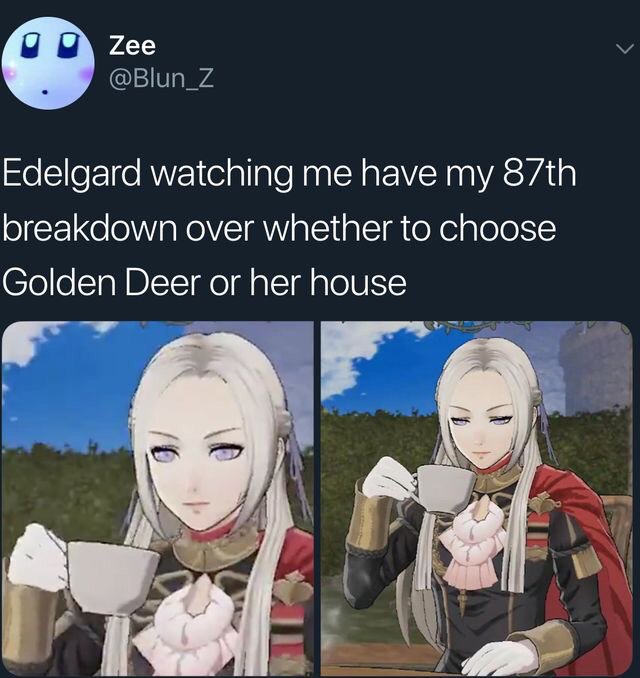 Zee
@Blun_Z
Edelgard watching me have my 87th
breakdown over whether to choose
Golden Deer or her house